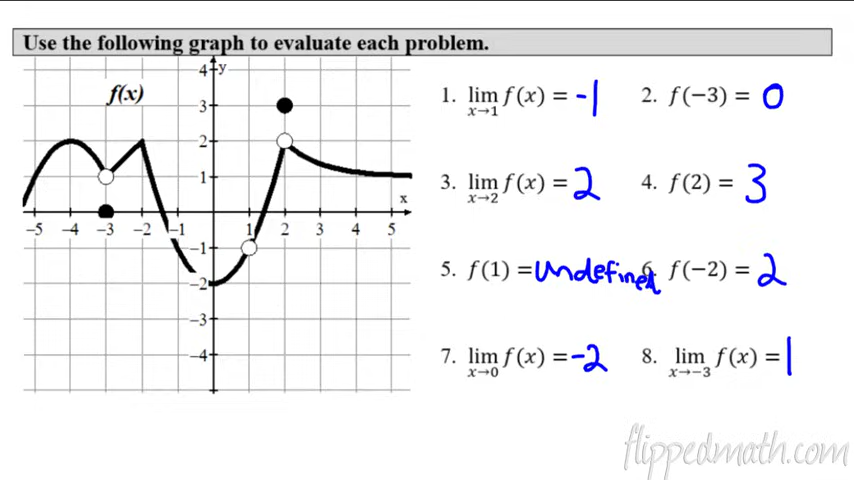 Use the following graph to evaluate each problem.
f(x)
y
4
3
2
1
-1
-2
-3
-4
-5 -4 -3 -2 -1 1 2 3 4 5
x
1. lim x→1 f(x) = -1 2. f(−3) = 0
3. lim x→2 f(x) = 2 4. f(2) = 3
5. f(1) = undefined 6. f(−2) = 2
7. lim x→0 f(x) = -2 8. lim x→−3 f(x) = 1
flippedmath.com